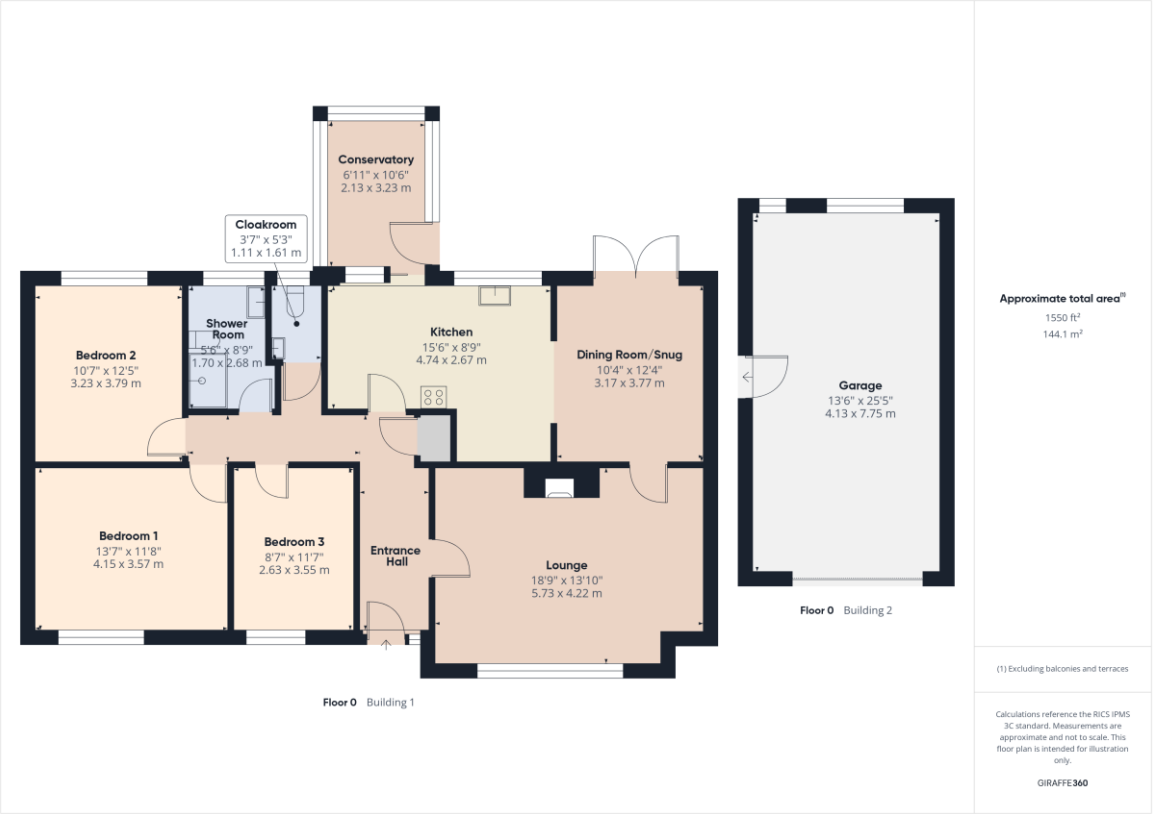 Conservatory
6'11" x 10'6"
2.13 x 3.23 m
Cloakroom
3'7" x 5'3"
1.11 x 1.61 m
Shower
Room
5'6" x 8'9"
1.70 x 2.68 m
Kitchen
15'6" x 8'9"
4.74 x 2.67 m
Dining Room/Snug
10'4" x 12'4"
3.17 x 3.77 m
Bedroom 2
10'7" x 12'5"
3.23 x 3.79 m
Bedroom 1
13'7" x 11'8"
4.15 x 3.57 m
Bedroom 3
8'7" x 11'7"
2.63 x 3.55 m
Entrance
Hall
Lounge
18'9" x 13'10"
5.73 x 4.22 m
Floor 0 Building 1
Garage
13'6" x 25'5"
4.13 x 7.75 m
Floor 0 Building 2
Approximate total area(1)
1550 ft²
144.1 m²
(1) Excluding balconies and terraces
Calculations reference the RICS IPMS
3C standard. Measurements are
approximate and not to scale. This
floor plan is intended for illustration
only.
GIRAFFE360